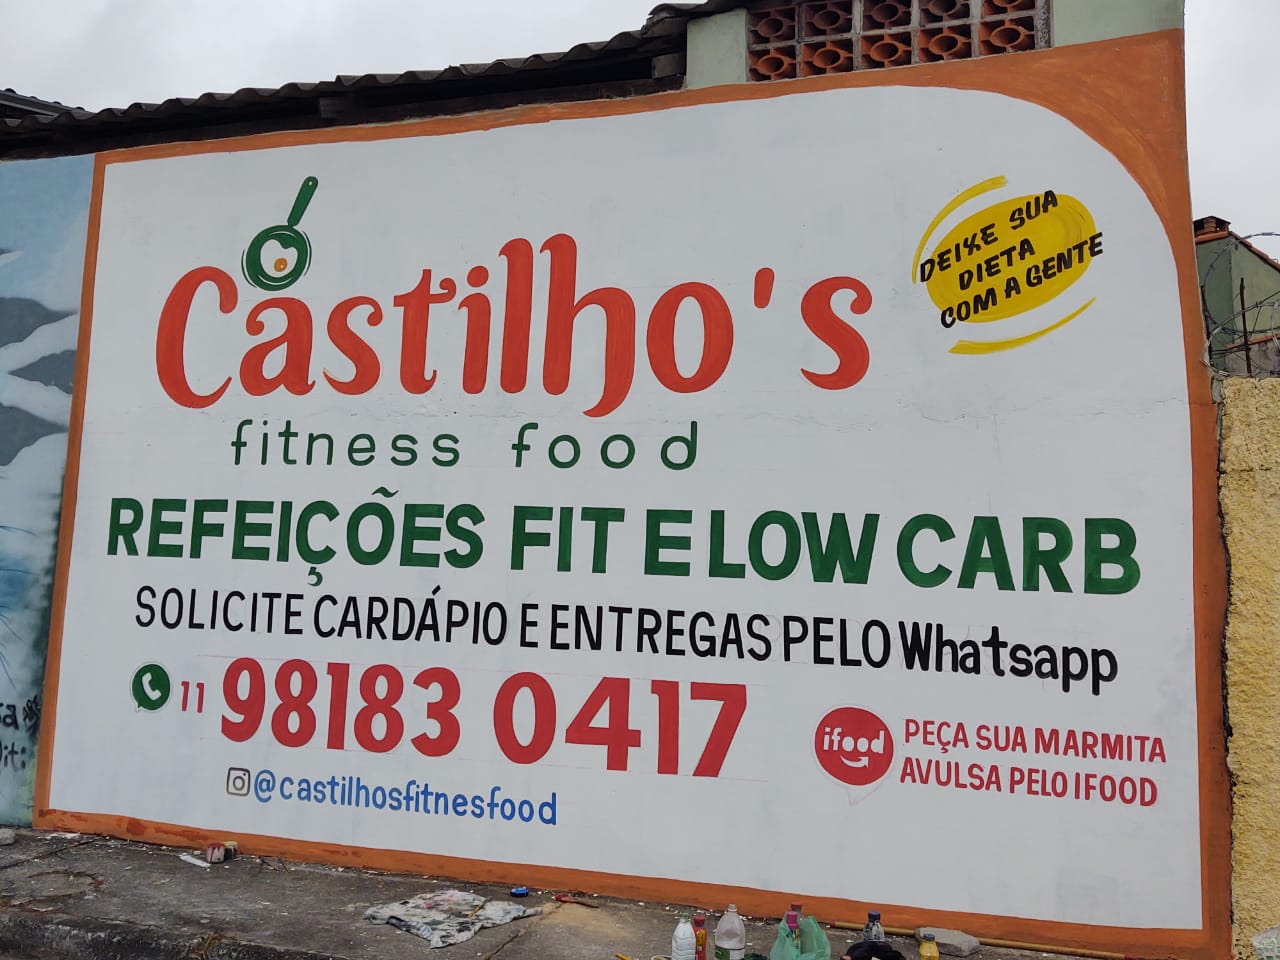 Castilho's
DEIXE SUA
DIETA
COM A GENTE
fitness food
REFEIÇÕES FIT E LOW CARB
SOLICITE CARDÁPIO E ENTREGAS PELO Whatsapp
11 98183 0417
ifood
PEÇA SUA MARMITA
AVULSA PELO IFOOD
@castilhosfitnesfood